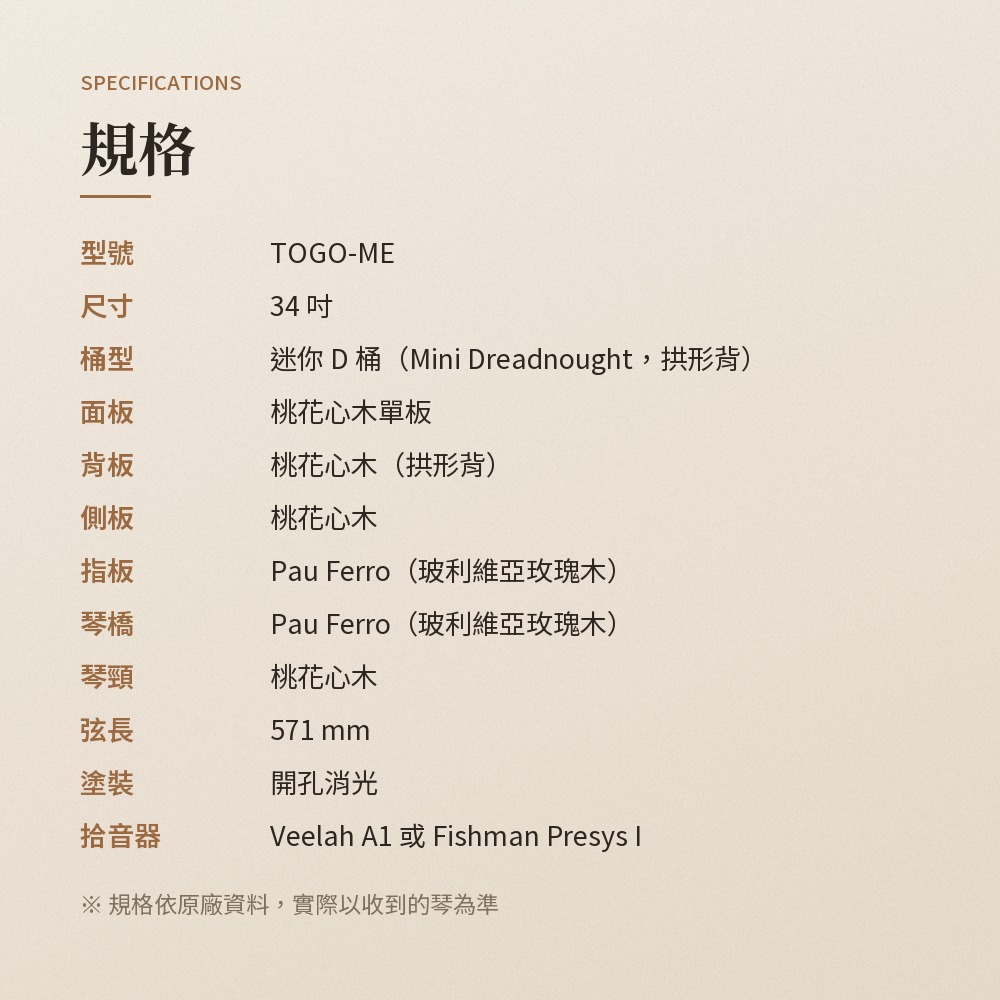 SPECIFICATIONS
規格
型號 TOGO-ME
尺寸 34 吋
桶型 迷你 D 桶（Mini Dreadnought，拱形背）
面板 桃花心木單板
背板 桃花心木（拱形背）
側板 桃花心木
指板 Pau Ferro（玻利維亞玫瑰木）
琴橋 Pau Ferro（玻利維亞玫瑰木）
琴頸 桃花心木
弦長 571 mm
塗裝 開孔消光
拾音器 Veelah A1 或 Fishman Presys I
※ 規格依原廠資料，實際以收到的琴為準